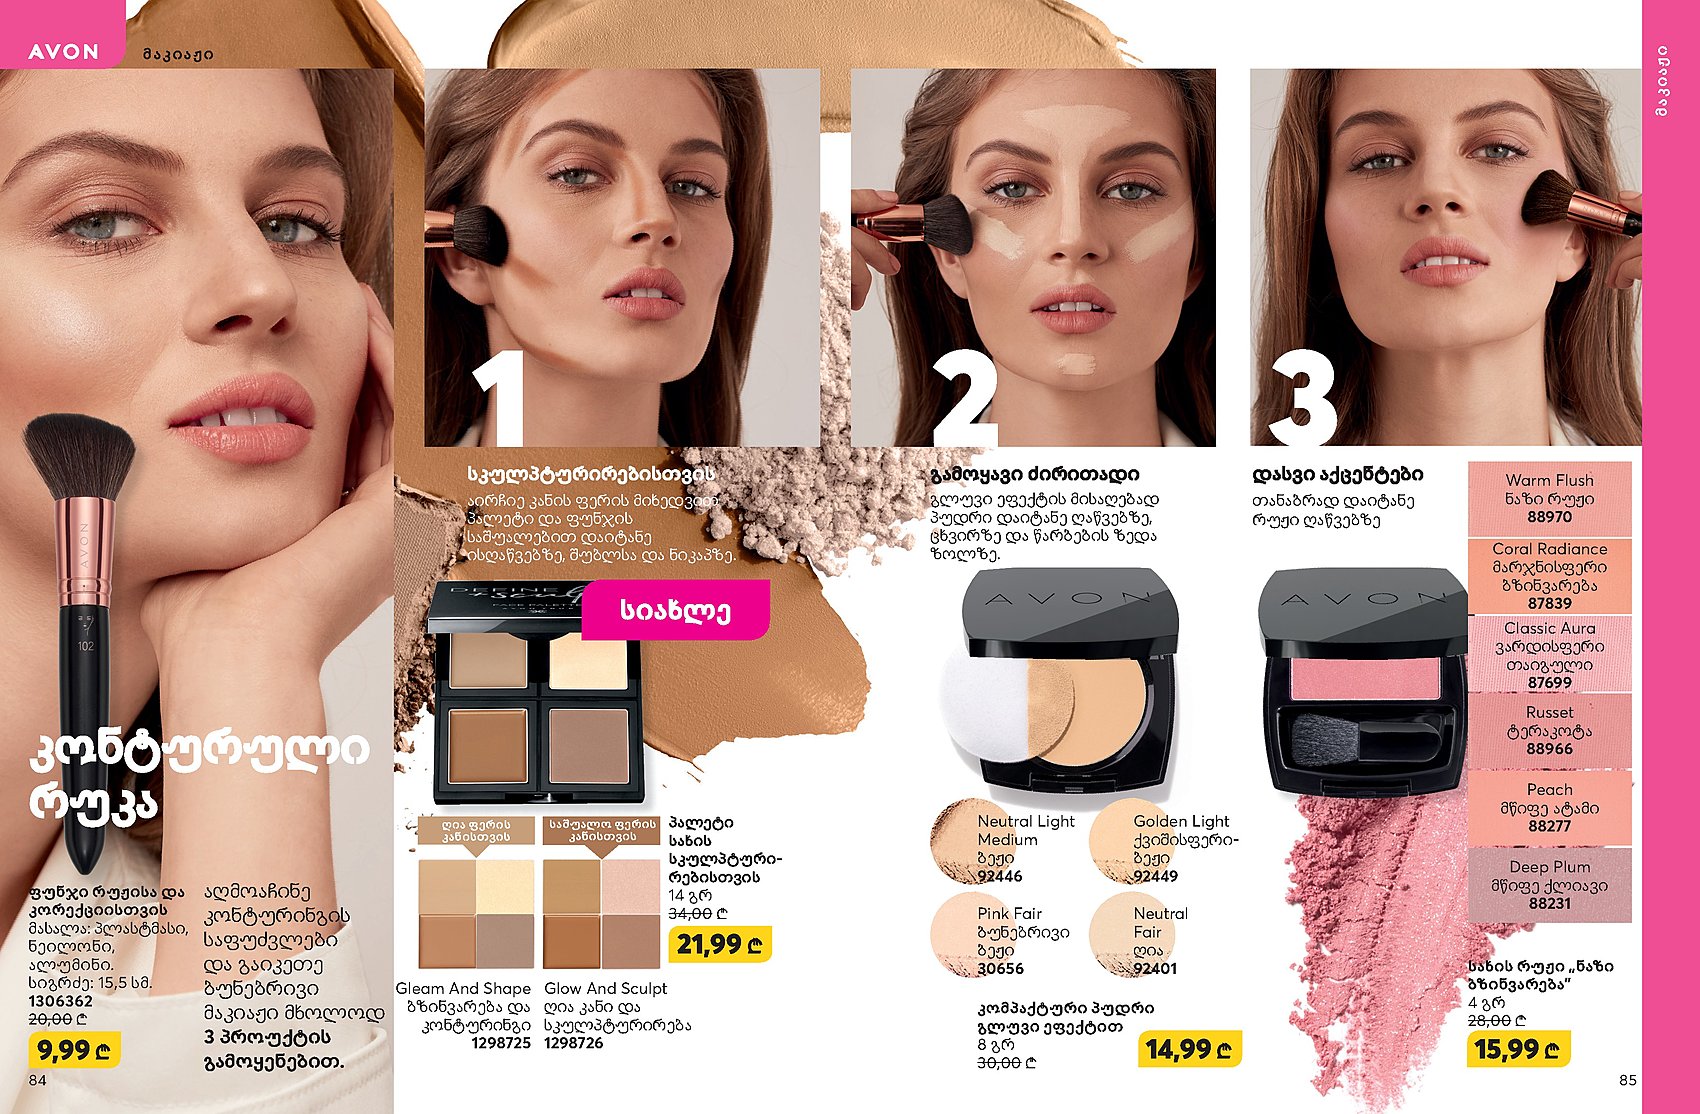 AVON
მაკიაჟი
მაკიაჟი
AVON
102
კონტურული
რუკა
ფუნჯი რუჟისა და
კორექციისთვის
მასალა: პლასტმასი,
ნეილონი,
ალუმინი.
სიგრძე: 15,5 სმ.
1306362
20,00 ₾
9,99 ₾
84
აღმოაჩინე
კონტურინგის
საფუძვლები
და გაიკეთე
ბუნებრივი
მაკიაჟი მხოლოდ
3 პროუქტის
გამოყენებით.
1
სკულპტურირებისთვის
აირჩიე კანის ფერის მიხედვით
პალეტი და ფუნჯის
საშუალებით დაიტანე
ისღაწვებზე, შუბლსა და ნიკაპზე.
სიახლე
ღია ფერის
კანისთვის
საშუალო ფერის
კანისთვის
Gleam And Shape
ბზინვარება და
კონტურინგი
1298725
Glow And Sculpt
ღია კანი და
სკულპტურირება
1298726
პალეტი
სახის
სკულპტური-
რებისთვის
14 გრ
34,00 ₾
21,99 ₾
2
გამოყავი ძირითადი
გლუვი ეფექტის მისაღებად
პუდრი დაიტანე ღაწვებზე,
ცხვირზე და წარბების ზედა
ზოლზე.
AVON
Neutral Light
Medium
ბეჟი
92446
Golden Light
ქვიშისფერი-
ბეჟი
92449
Pink Fair
ბუნებრივი
ბეჟი
30656
Neutral
Fair
ღია
92401
კომპაქტური პუდრი
გლუვი ეფექტით
8 გრ
30,00 ₾
14,99 ₾
3
დასვი აქცენტები
თანაბრად დაიტანე
რუჟი ღაწვებზე
AVON
Warm Flush
ნაზი რუჟი
88970
Coral Radiance
მარჯნისფერი
ბზინვარება
87839
Classic Aura
ვარდისფერი
თაიგული
87699
Russet
ტერაკოტა
88966
Peach
მწიფე ატამი
88277
Deep Plum
მწიფე ქლიავი
88231
სახის რუჟი „ნაზი
ბზინვარება“
4 გრ
28,00 ₾
15,99 ₾
85